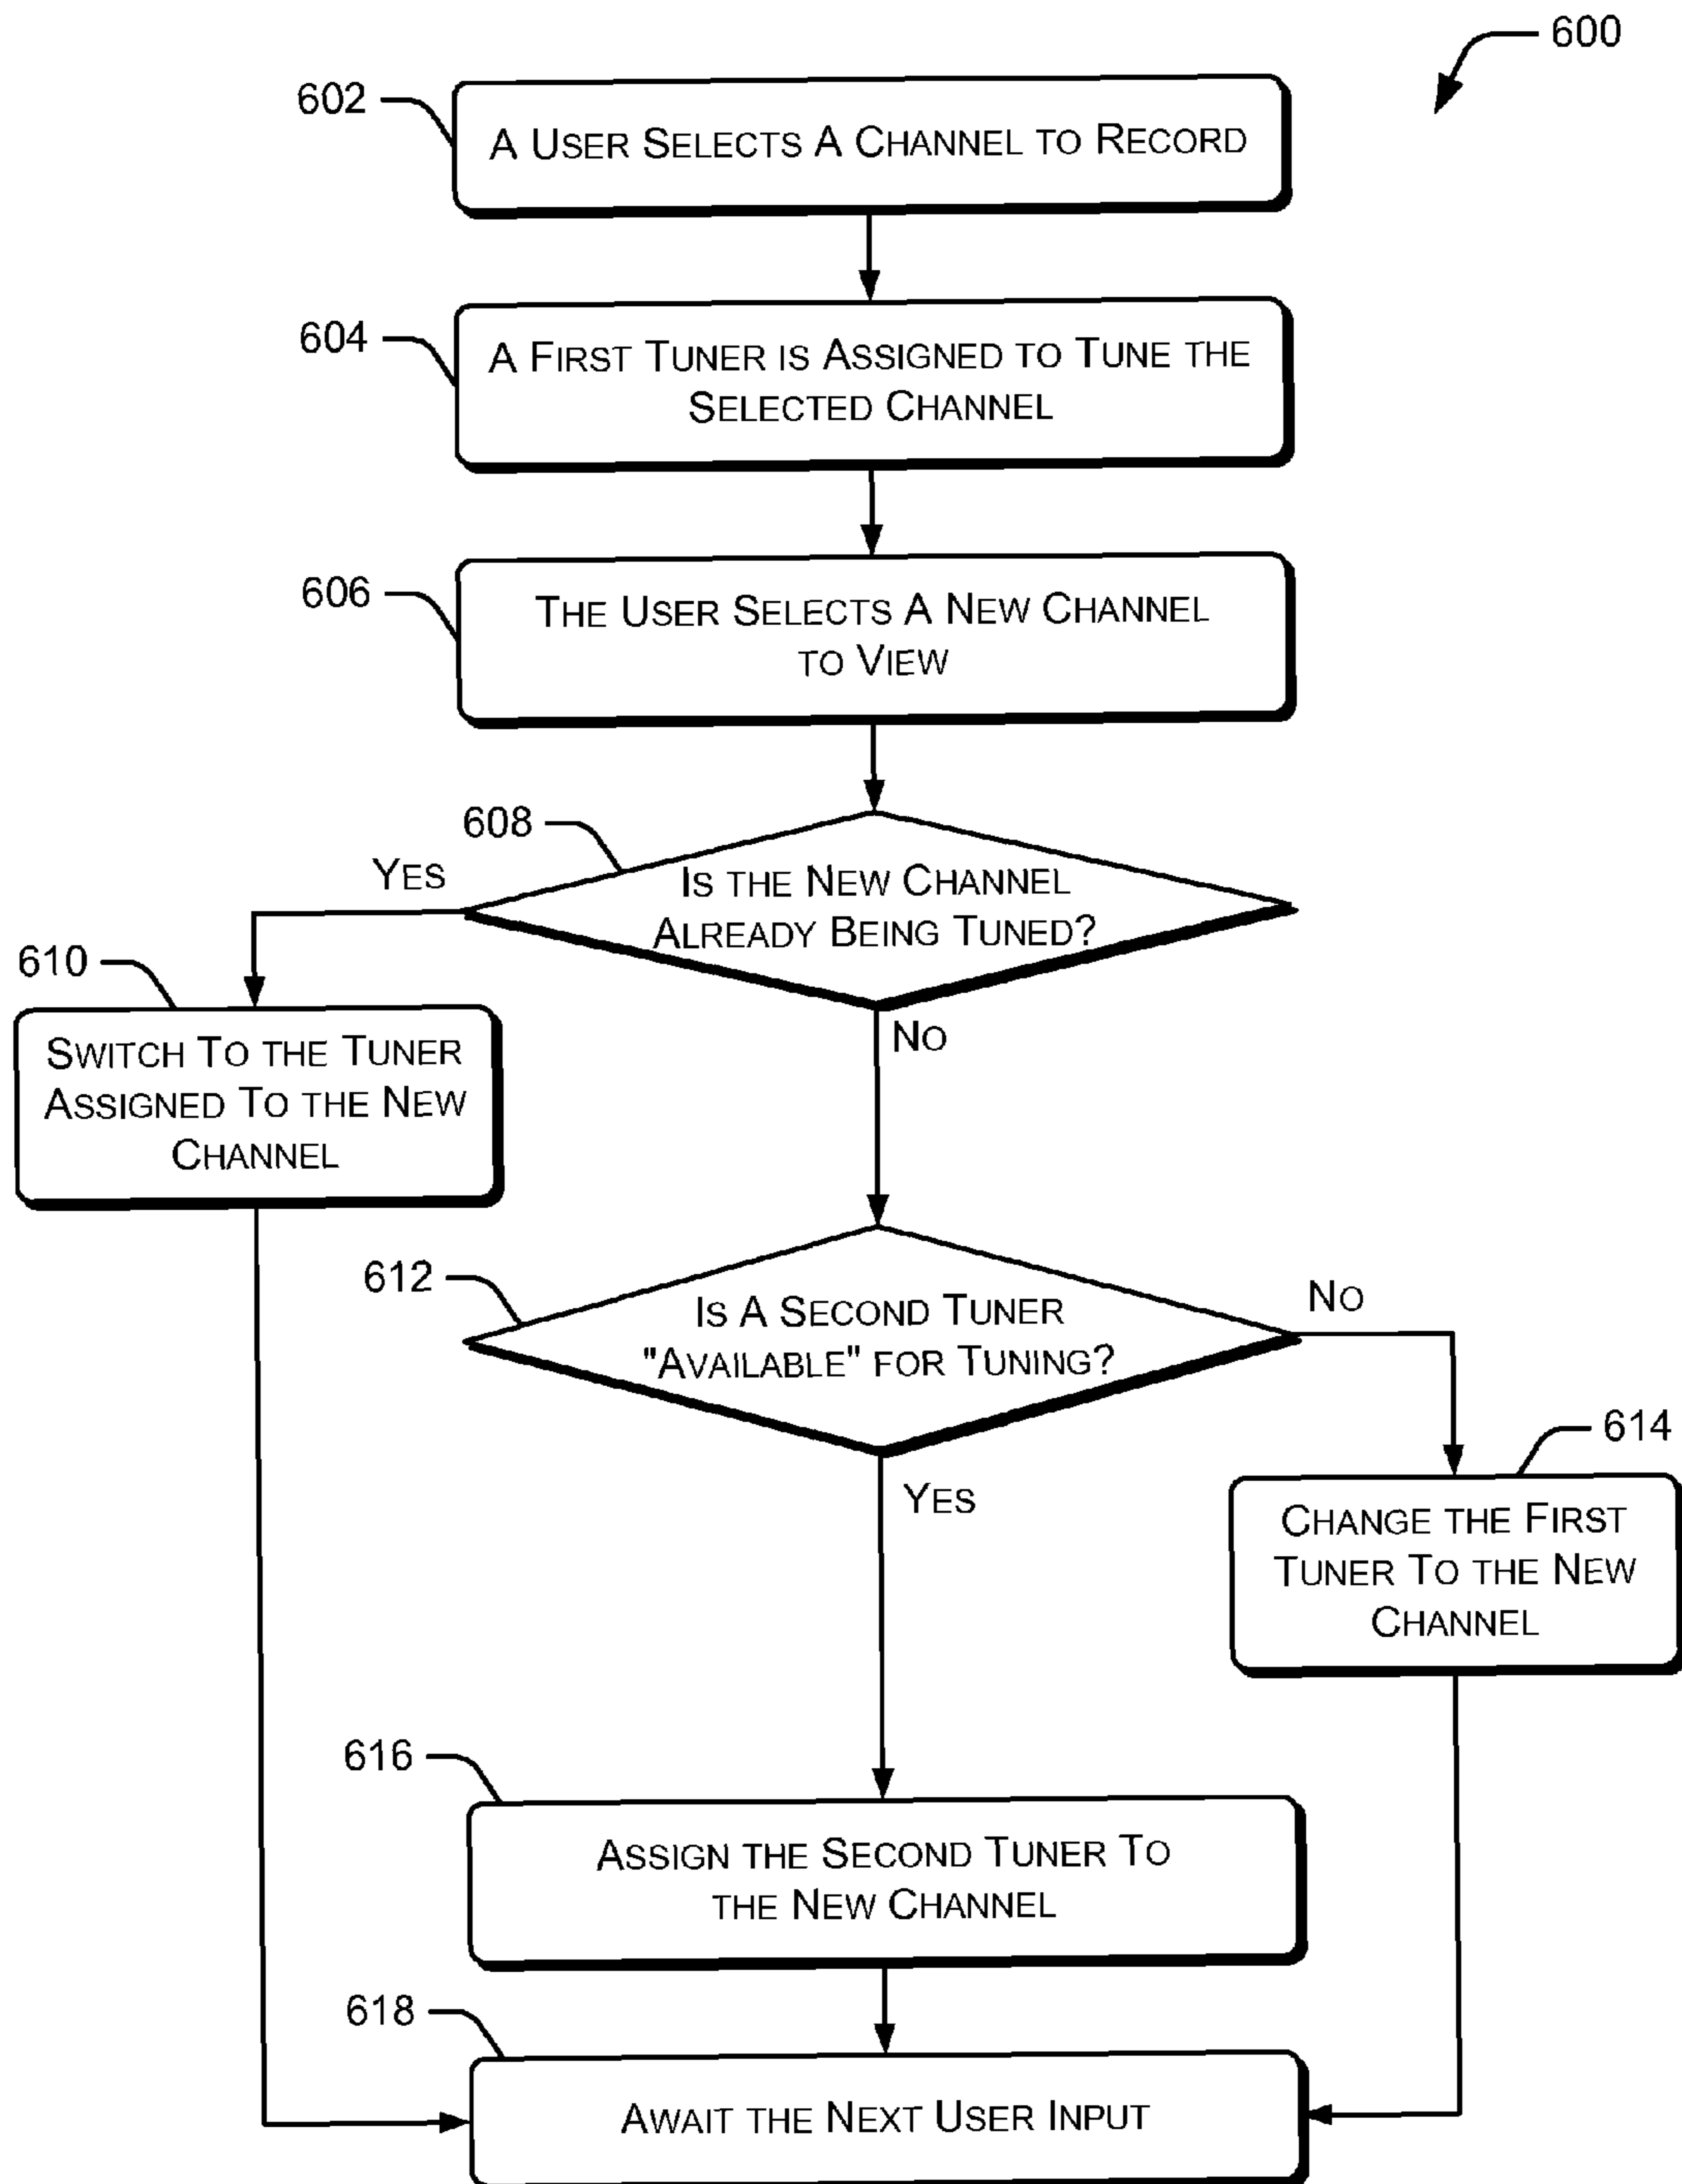 600
602
A USER SELECTS A CHANNEL TO RECORD
604
A FIRST TUNER IS ASSIGNED TO TUNE THE
SELECTED CHANNEL
606
THE USER SELECTS A NEW CHANNEL
TO VIEW
608
YES
IS THE NEW CHANNEL
ALREADY BEING TUNED?
610
NO
SWITCH TO THE TUNER
ASSIGNED TO THE NEW
CHANNEL
612
IS A SECOND TUNER
"AVAILABLE" FOR TUNING?
NO
614
YES
CHANGE THE FIRST
TUNER TO THE NEW
CHANNEL
616
ASSIGN THE SECOND TUNER TO
THE NEW CHANNEL
618
AWAIT THE NEXT USER INPUT